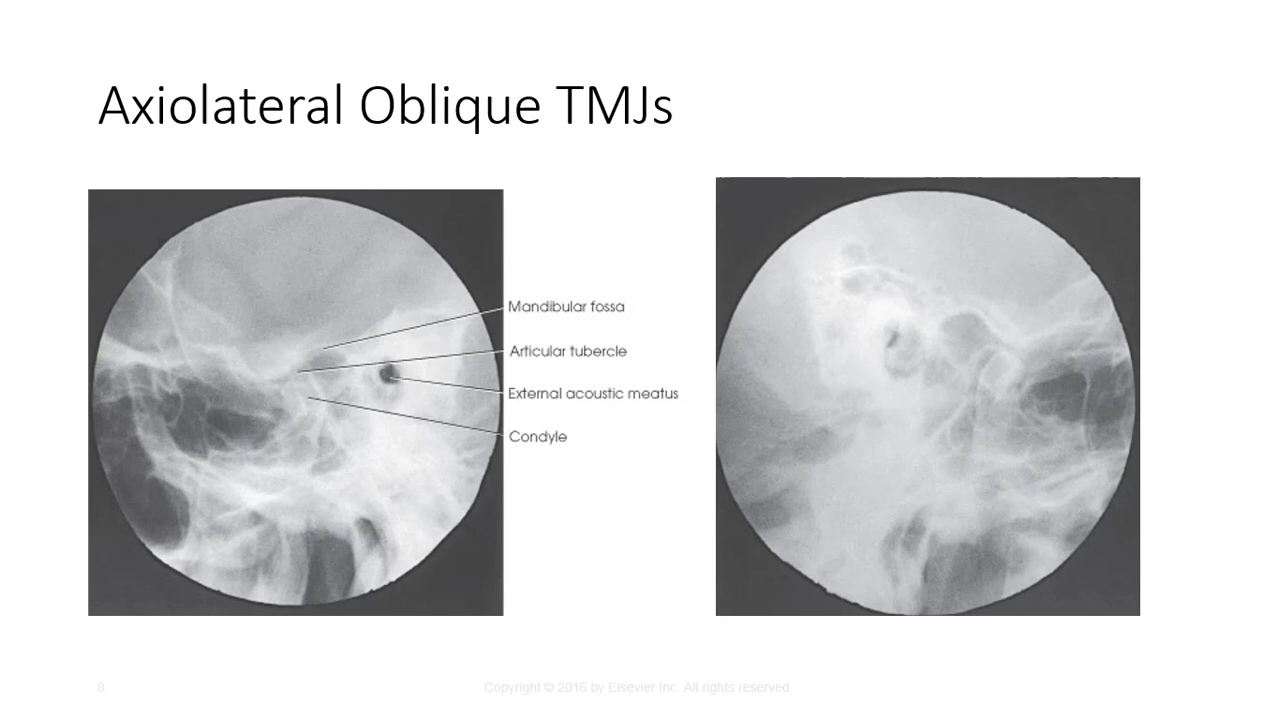 Axiolateral Oblique TMJs
Mandibular fossa
Articular tubercle
External acoustic meatus
Condyle
8
Copyright © 2016 by Elsevier Inc. All rights reserved.